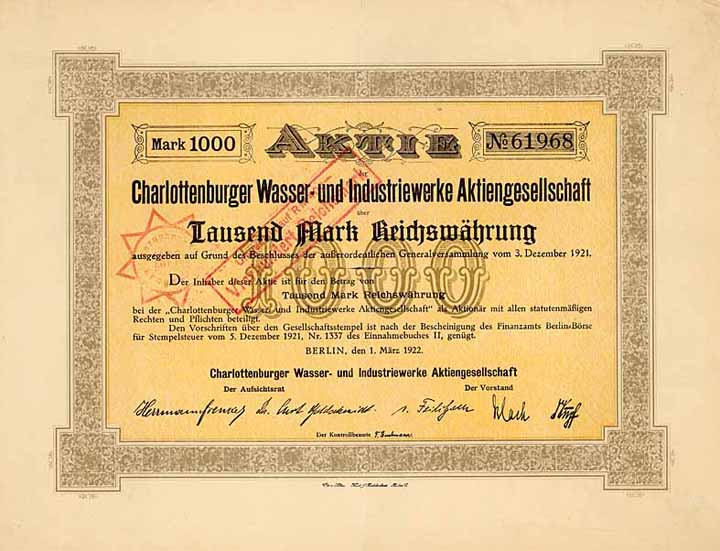 Mark 1000
AKTIE
No 61968
der
Charlottenburger Wasser- und Industriewerke Aktiengesellschaft
über
Tausend Mark Reichswährung
ausgegeben auf Grund des Beschlusses der außerordentlichen Generalversammlung vom 3. Dezember 1921.
1000
Der Inhaber dieser Aktie ist für den Betrag von
Tausend Mark Reichswährung
bei der „Charlottenburger Wasser- und Industriewerke Aktiengesellschaft“ als Aktionär mit allen statutenmäßigen
Rechten und Pflichten beteiligt.
Den Vorschriften über den Gesellschaftsstempel ist nach der Bescheinigung des Finanzamts Berlin-Börse
für Stempelsteuer vom 5. Dezember 1921, Nr. 1337 des Einnahmebuches II, genügt.
BERLIN, den 1. März 1922.
Charlottenburger Wasser- und Industriewerke Aktiengesellschaft
Der Aufsichtsrat
Der Vorstand
Der Kontrollbeamte